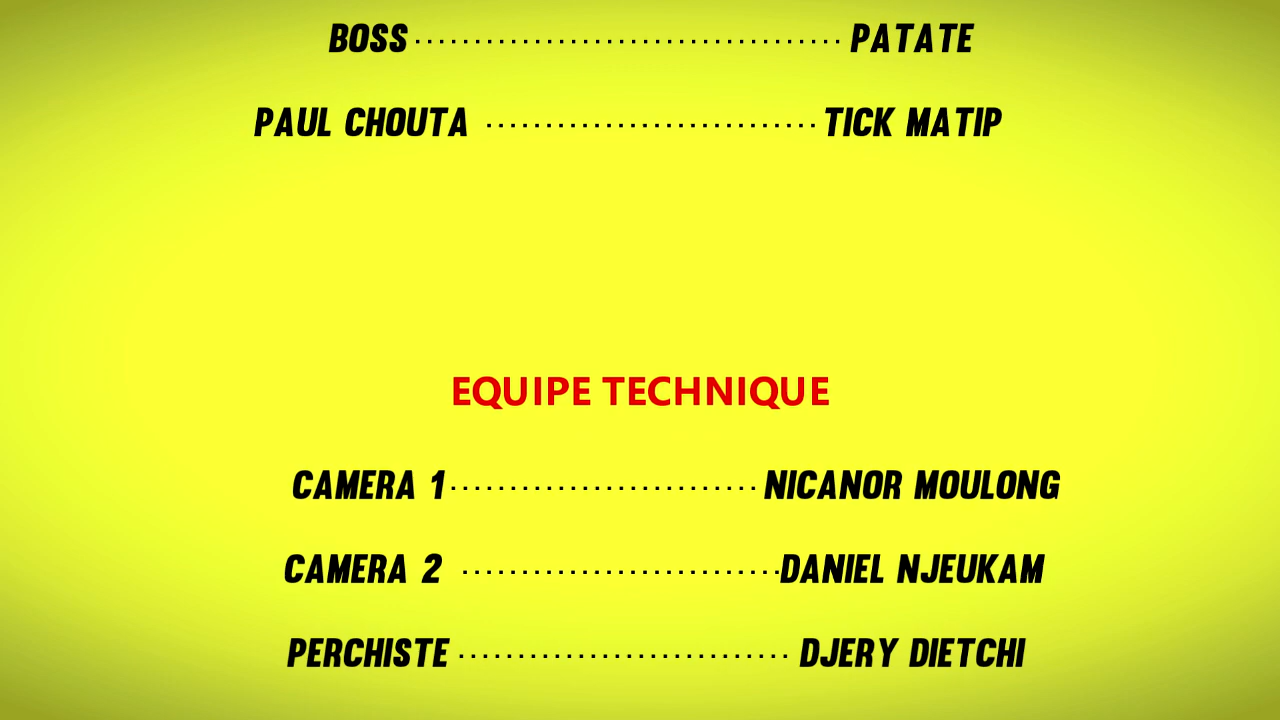 BOSS .................................... PATATE
PAUL CHOUTA ............................ TICK MATIP
EQUIPE TECHNIQUE
CAMERA 1 .......................... NICANOR MOULONG
CAMERA 2 ...........................DANIEL NJEUKAM
PERCHISTE ............................ DJERY DIETCHI